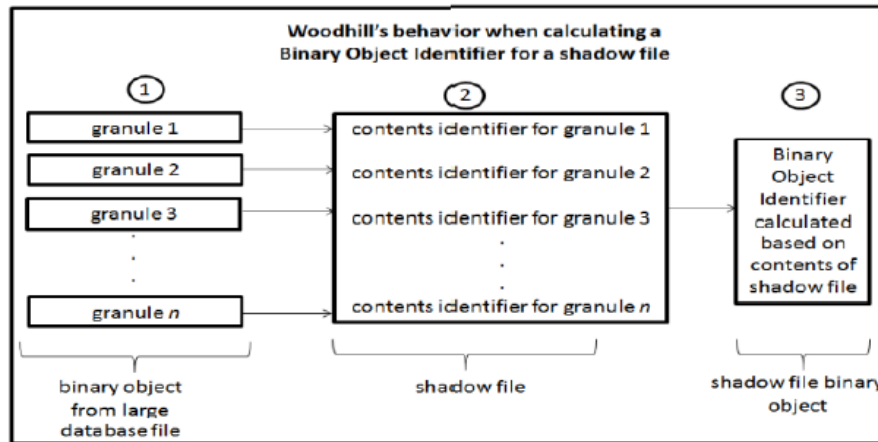 Woodhill's behavior when calculating a
Binary Object Identifier for a shadow file
1
2
3
granule 1
granule 2
granule 3
.
.
.
.
granule n
contents identifier for granule 1
contents identifier for granule 2
contents identifier for granule 3
.
.
.
contents identifier for granule n
Binary
Object
Identifier
calculated
based on
contents of
shadow file
binary object
from large
database file
shadow file
shadow file binary
object